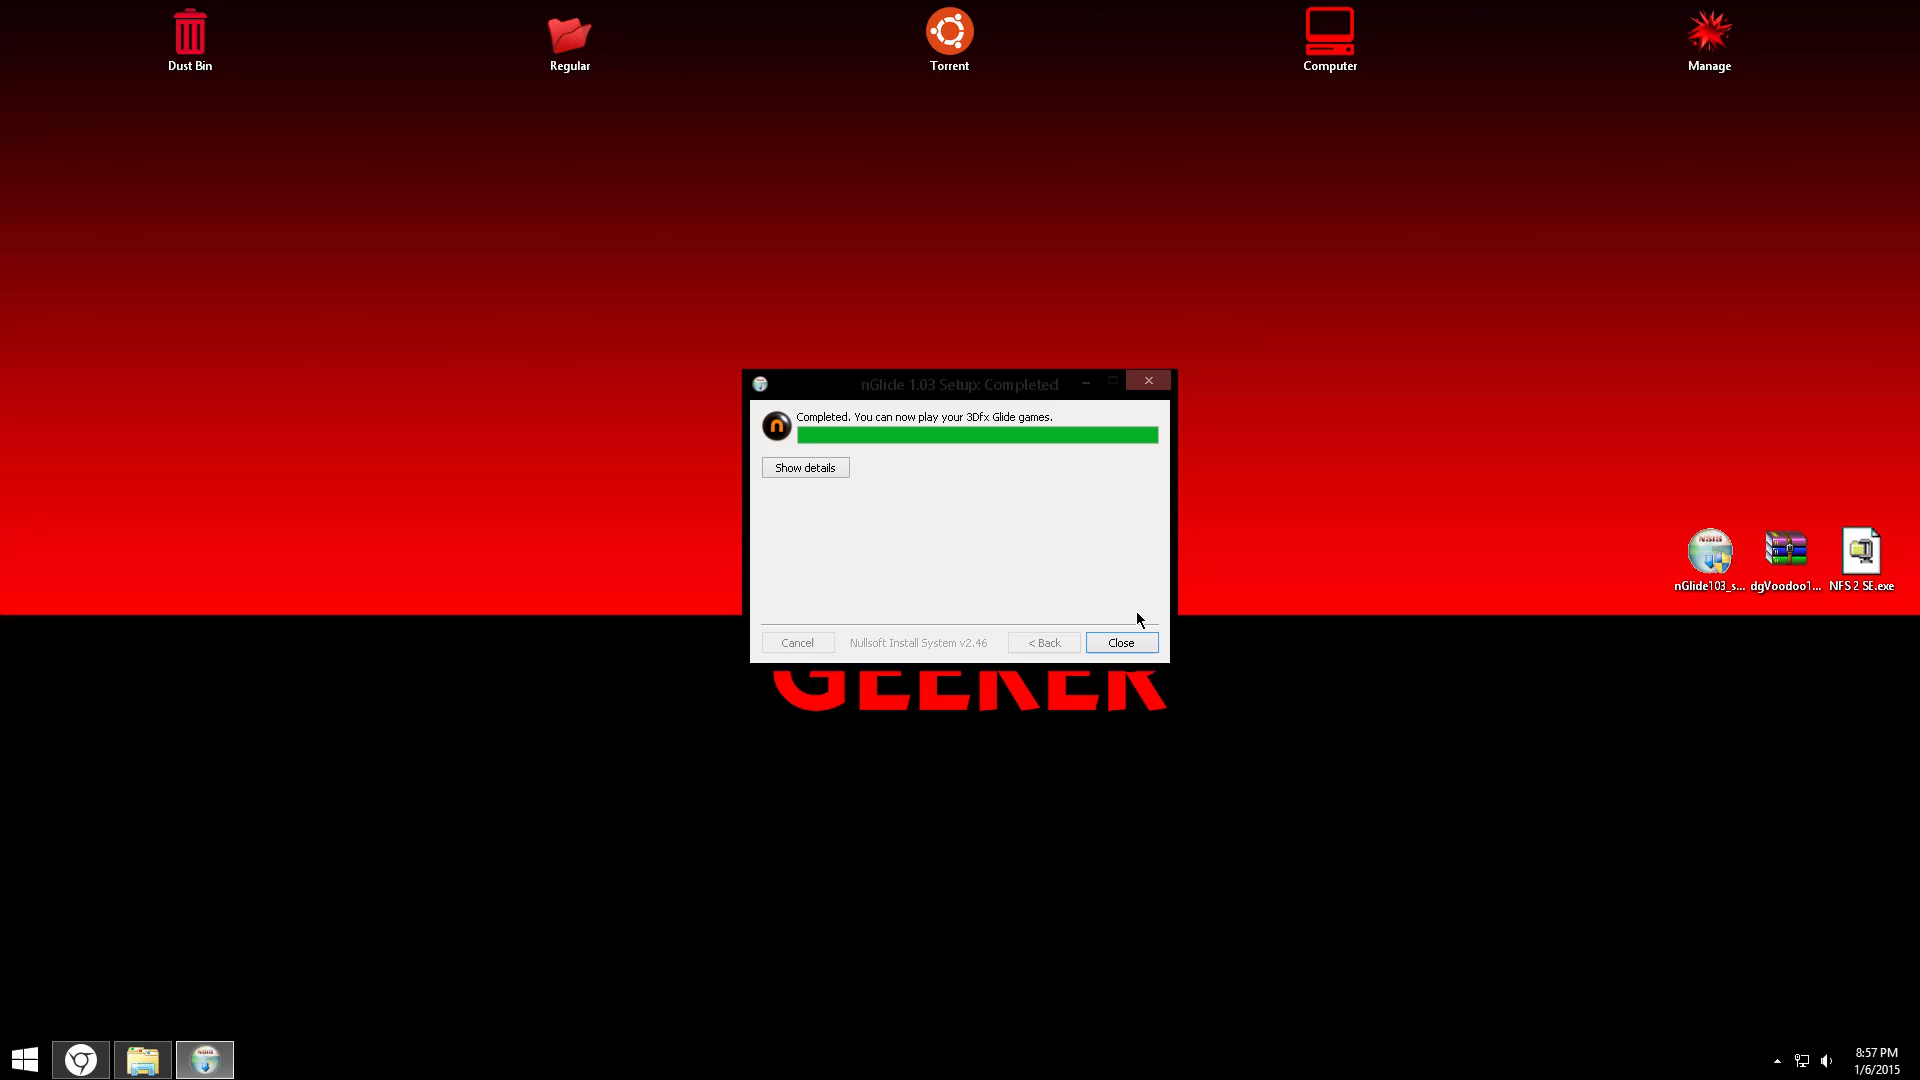 Dust Bin
Regular
Torrent
Computer
Manage
nGlide 1.03 Setup: Completed
Completed. You can now play your 3Dfx Glide games.
Show details
Cancel
Nullsoft Install System v2.46
< Back
Close
nGlide103_s...
dgVoodoo1...
NFS 2 SE.exe
GEEKER
8:57 PM
1/6/2015